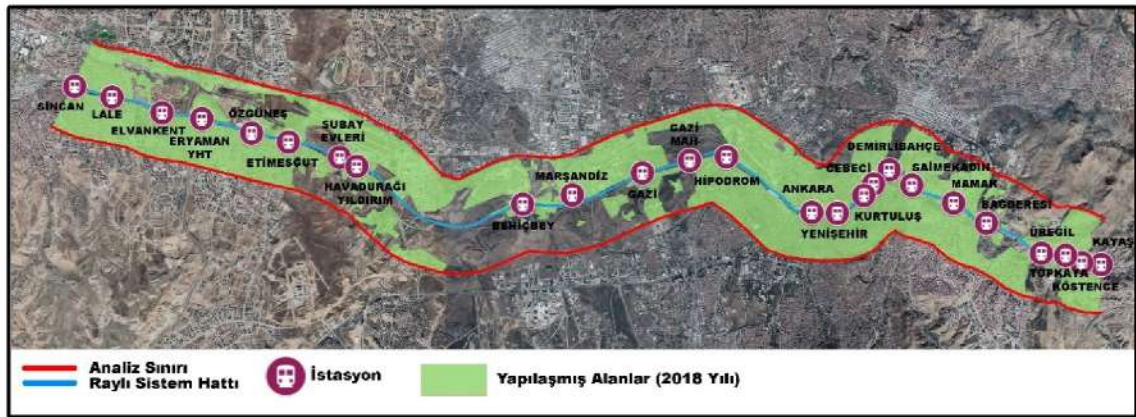 SİNCAN
LALE
ELVANKENT
ERYAMAN
YHT
ÖZGÜNEŞ
ETİMESGUT
SUBAY
EVLERİ
HAVADURAĞI
YILDIRIM
BEHİÇBEY
MARŞANDİZ
GAZİ
GAZİ
MAH
HİPODROM
ANKARA
YENİŞEHİR
KURTULUŞ
CEBECİ
DEMİRLİBAHÇE
SAİMEKADIN
MAMAK
BAĞDERESİ
ÜREĞİL
TOPKAYA
KÖSTENCE
KAYAŞ
Analiz Sınırı
Raylı Sistem Hattı
İstasyon
Yapılaşmış Alanlar (2018 Yılı)